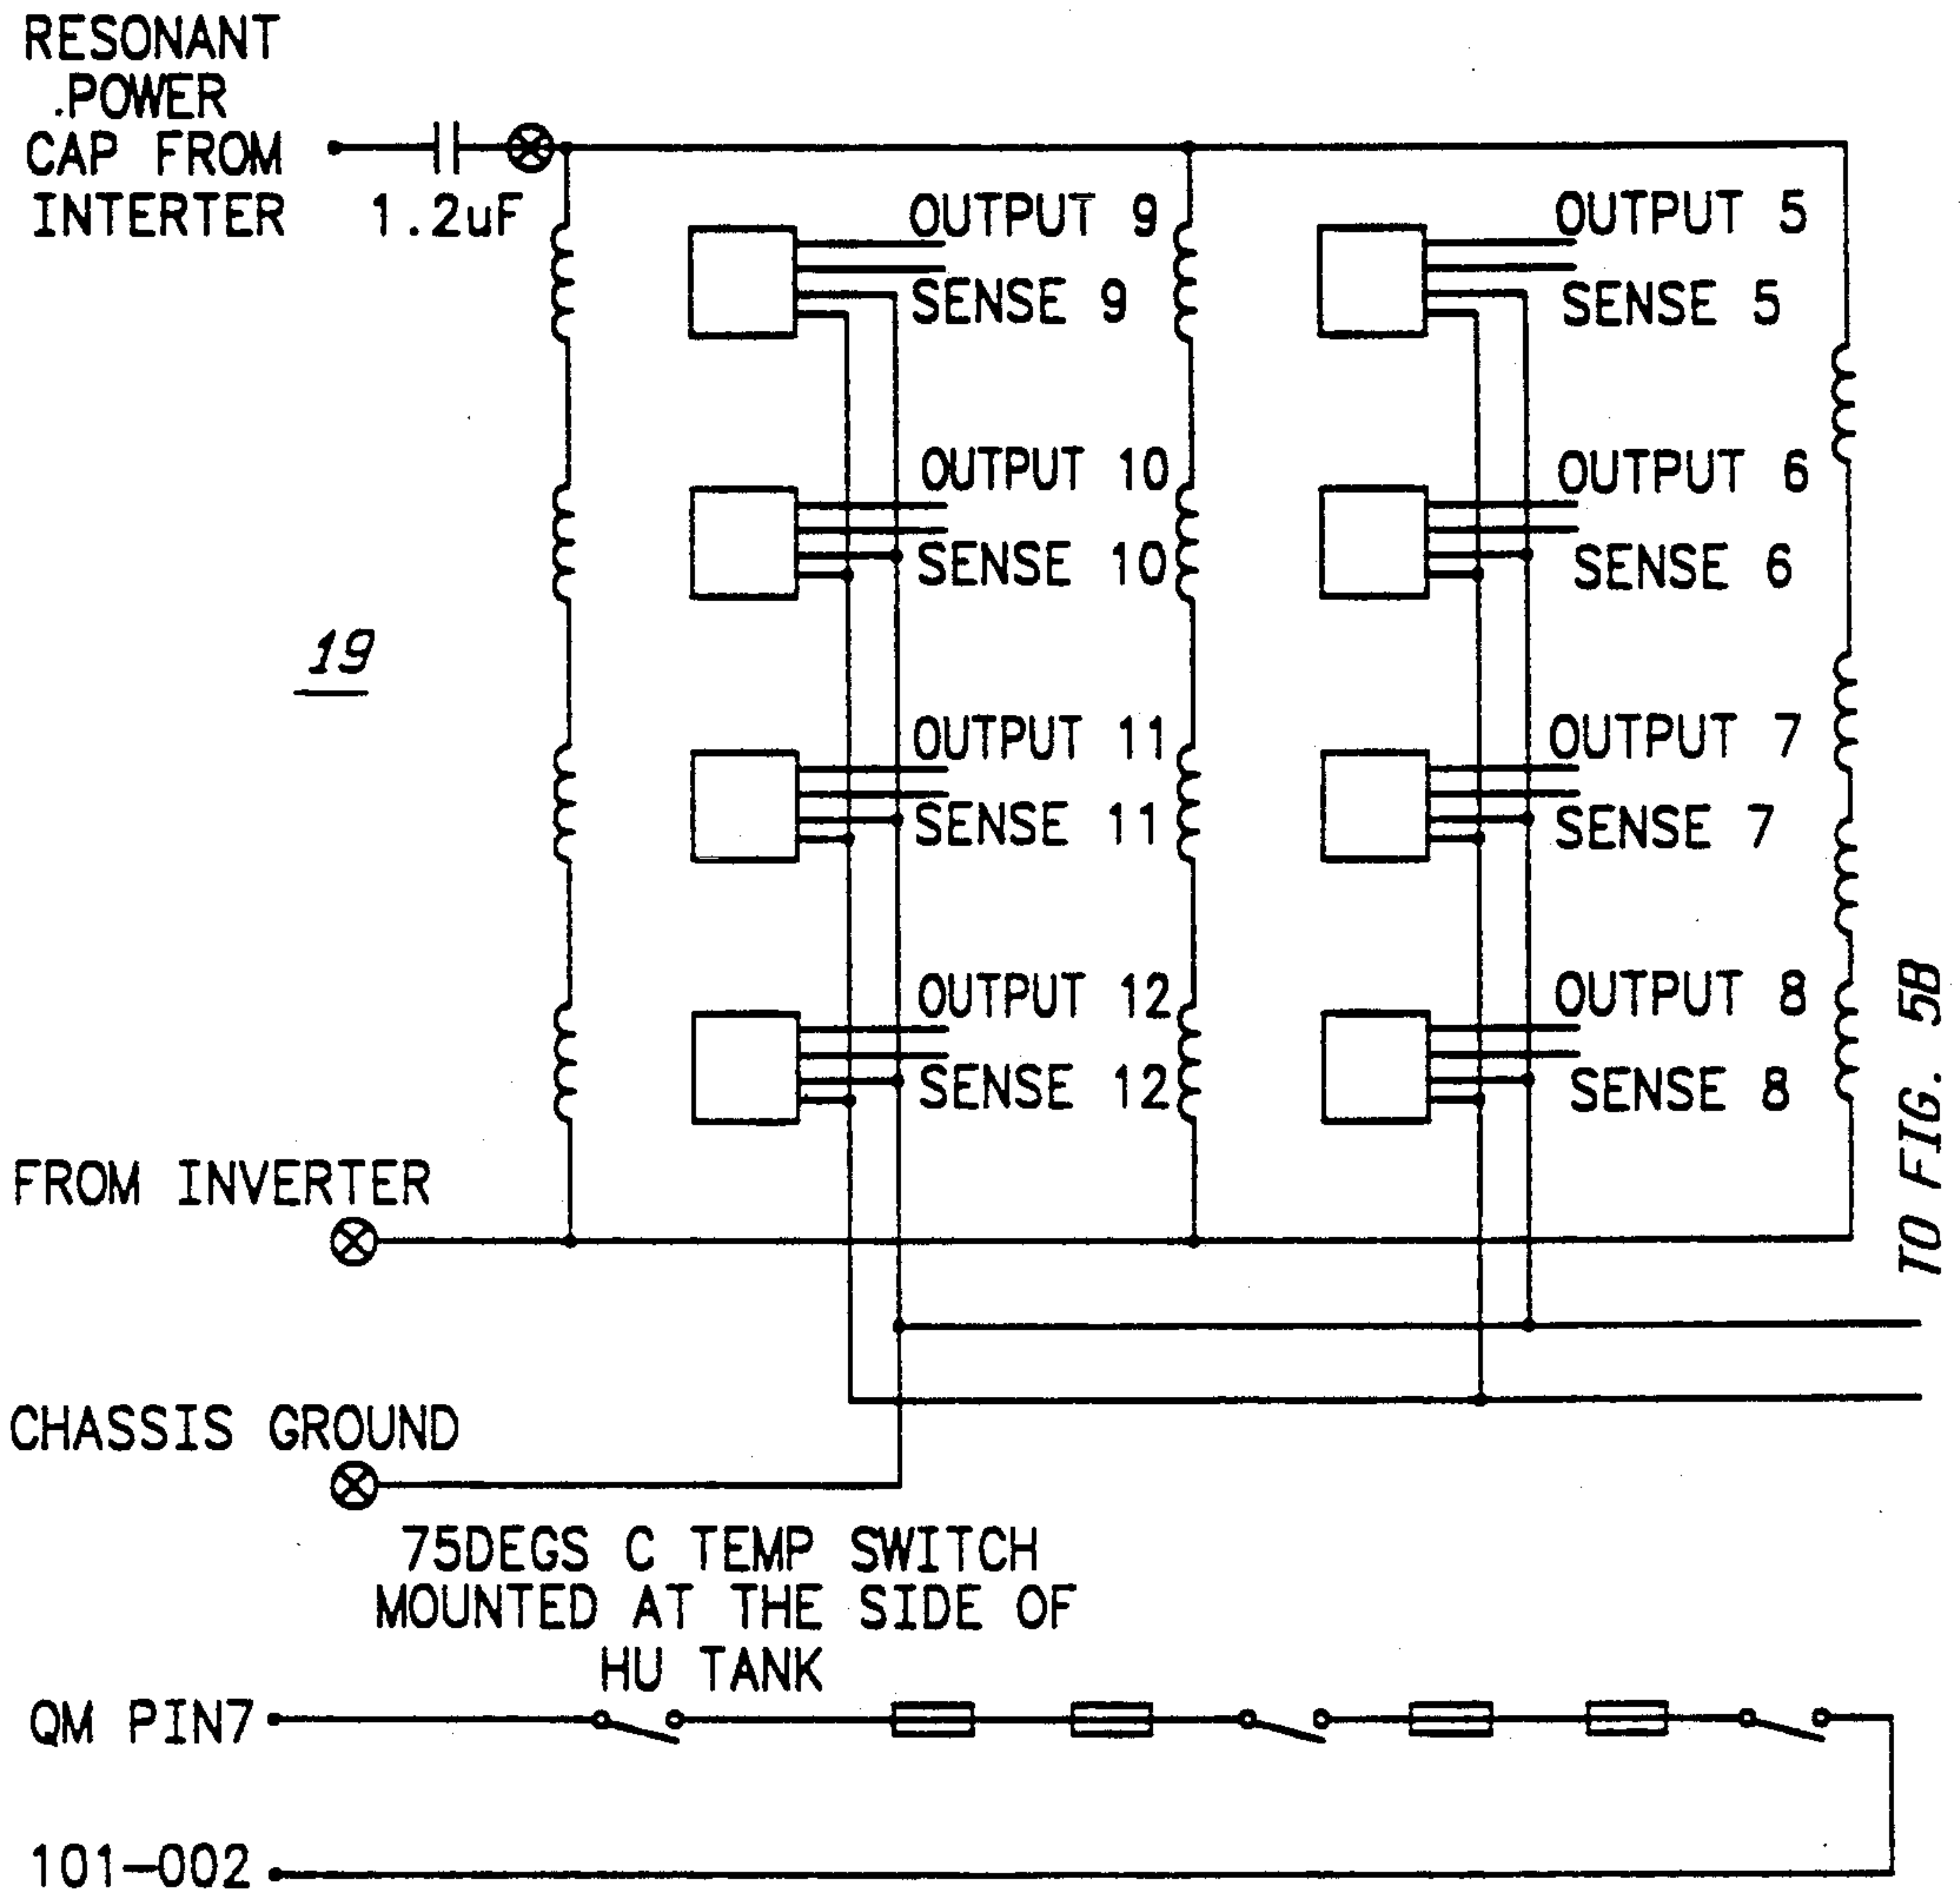 RESONANT
.POWER
CAP FROM
INTERTER
1.2uF
OUTPUT 9
SENSE 9
OUTPUT 5
SENSE 5
OUTPUT 10
SENSE 10
OUTPUT 6
SENSE 6
19
OUTPUT 11
SENSE 11
OUTPUT 7
SENSE 7
OUTPUT 12
SENSE 12
OUTPUT 8
SENSE 8
TO FIG. 5B
FROM INVERTER
CHASSIS GROUND
75DEGS C TEMP SWITCH
MOUNTED AT THE SIDE OF
HU TANK
QM PIN7
101-002